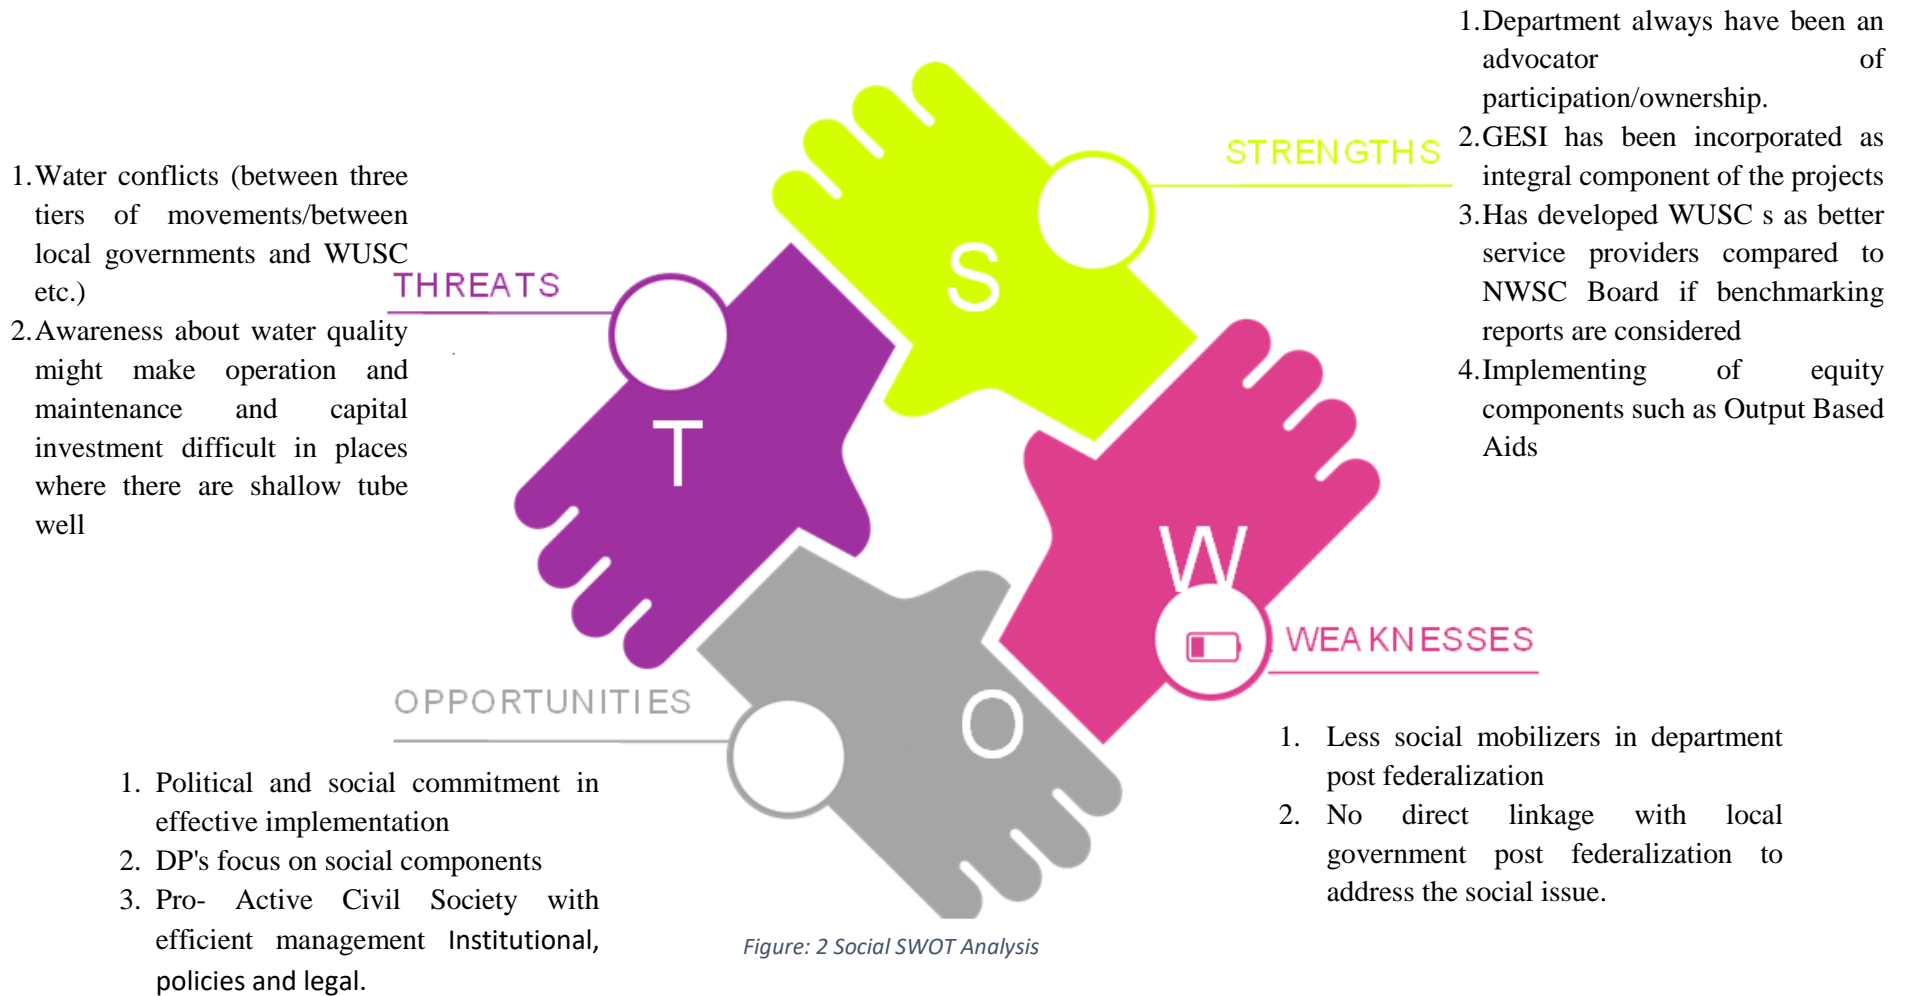 STRENGTHS
1.Department always have been an
advocator of
participation/ownership.
2.GESI has been incorporated as
integral component of the projects
3.Has developed WUSC s as better
service providers compared to
NWSC Board if benchmarking
reports are considered
4.Implementing of equity
components such as Output Based
Aids
THREATS
1.Water conflicts (between three
tiers of movements/between
local governments and WUSC
etc.)
2.Awareness about water quality
might make operation and
maintenance and capital
investment difficult in places
where there are shallow tube
well
S
T
W
O
WEAKNESSES
1. Less social mobilizers in department
post federalization
2. No direct linkage with local
government post federalization to
address the social issue.
OPPORTUNITIES
1. Political and social commitment in
effective implementation
2. DP's focus on social components
3. Pro- Active Civil Society with
efficient management Institutional,
policies and legal.
Figure: 2 Social SWOT Analysis